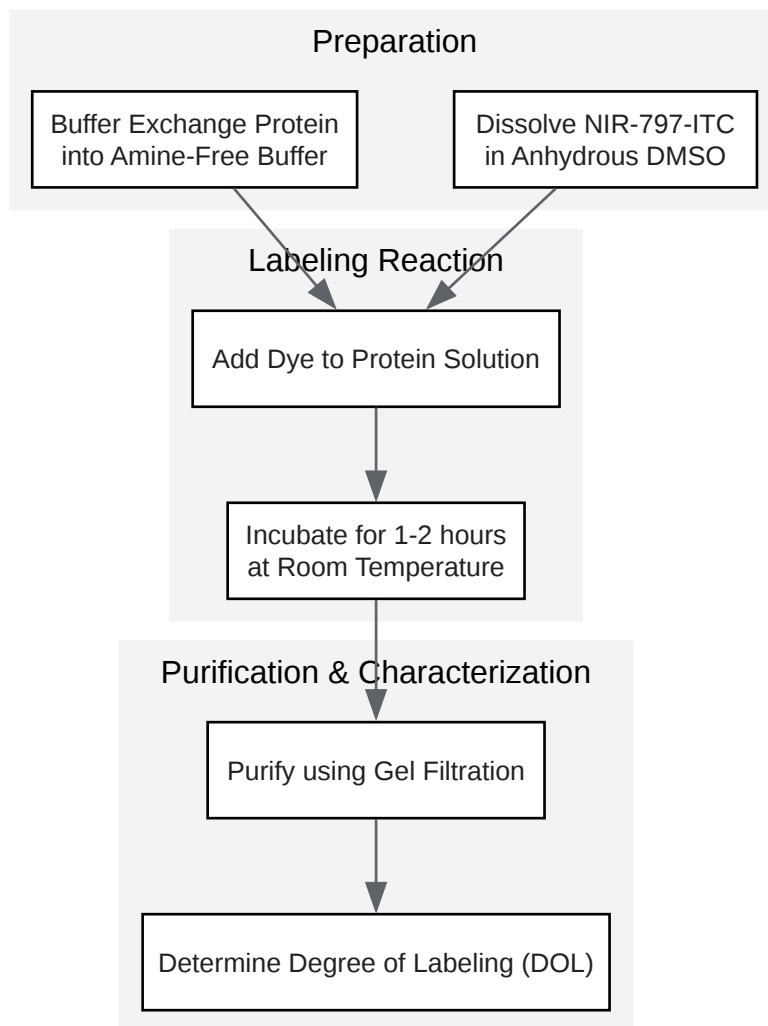 Preparation
Buffer Exchange Protein
into Amine-Free Buffer
Dissolve NIR-797-ITC
in Anhydrous DMSO
Labeling Reaction
Add Dye to Protein Solution
Incubate for 1-2 hours
at Room Temperature
Purification & Characterization
Purify using Gel Filtration
Determine Degree of Labeling (DOL)